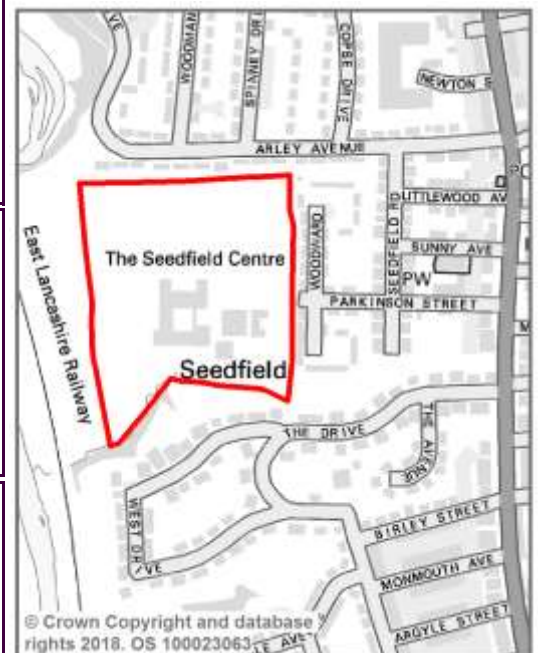 WOODMAN
SPINNEY DRI
COPSE DRIVE
NEWTON S
ARLEY AVENUE
LITTLEWOOD AV
SUNNY AVE
PW
SEEDFIELD RD
WOODWARD
PARKINSON STREET
The Seedfield Centre
East Lancashire Railway
Seedfield
THE DRIVE
THE AVENUE
WEST DRIVE
BIRLEY STREET
MONMOUTH AVE
ARGYLE STREET
© Crown Copyright and database
rights 2018. OS 100023063